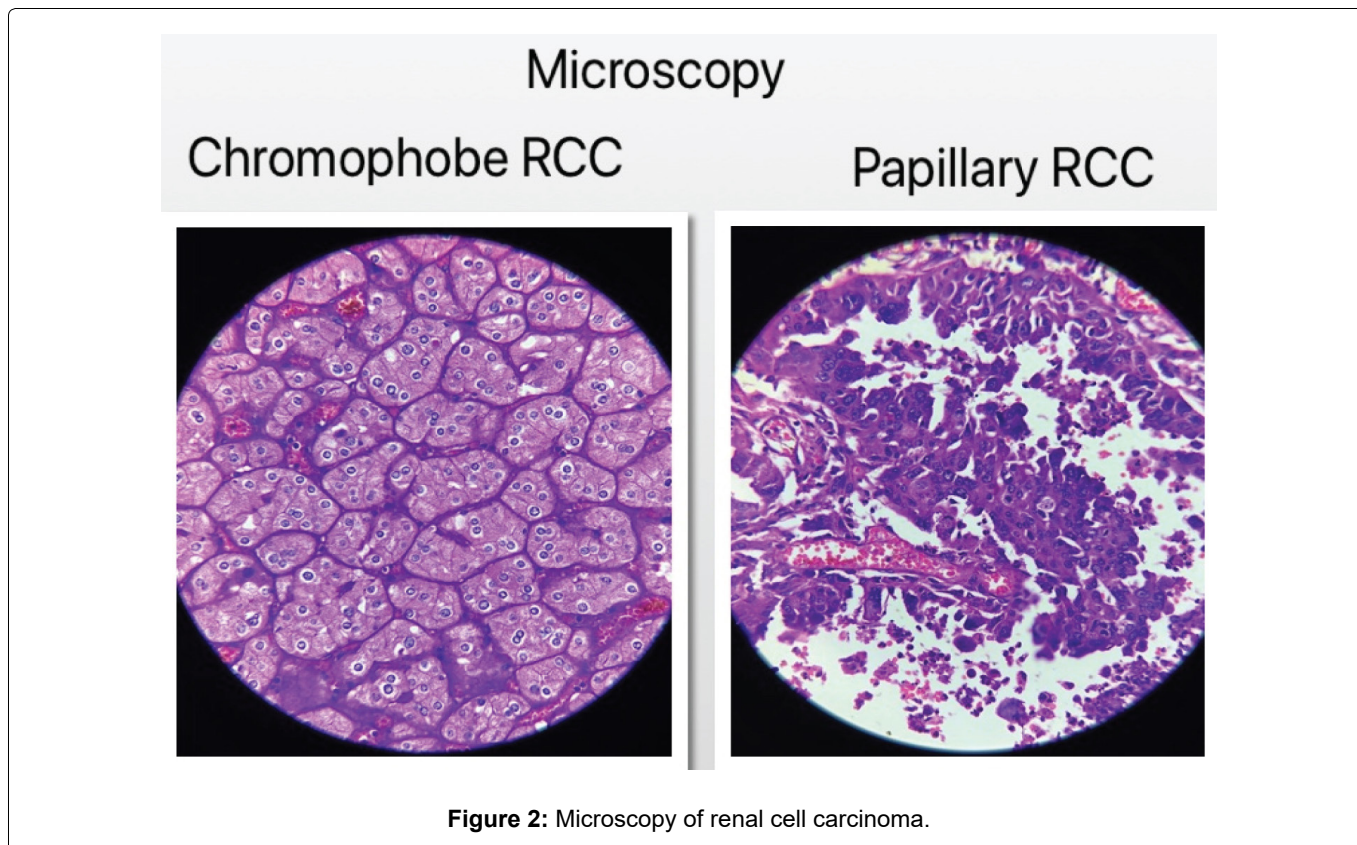 Microscopy
Chromophobe RCC
Papillary RCC
Figure 2: Microscopy of renal cell carcinoma.